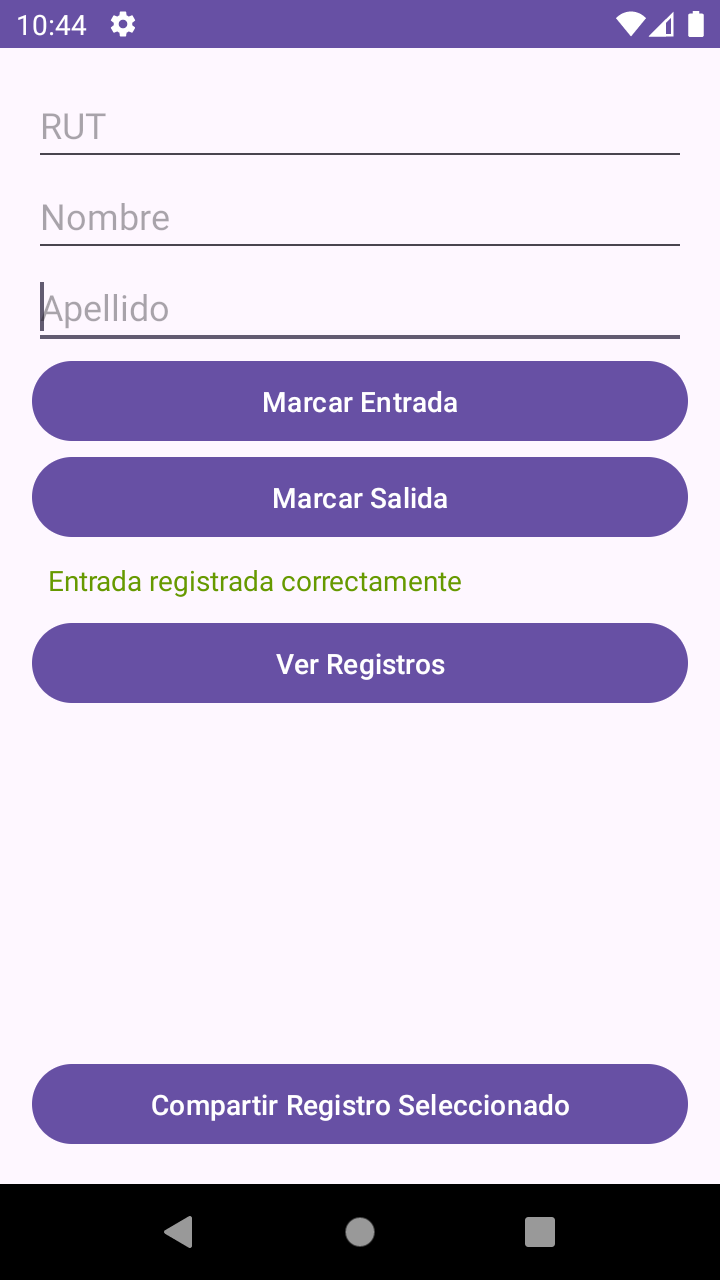 10:44
RUT
Nombre
Apellido
Marcar Entrada
Marcar Salida
Entrada registrada correctamente
Ver Registros
Compartir Registro Seleccionado